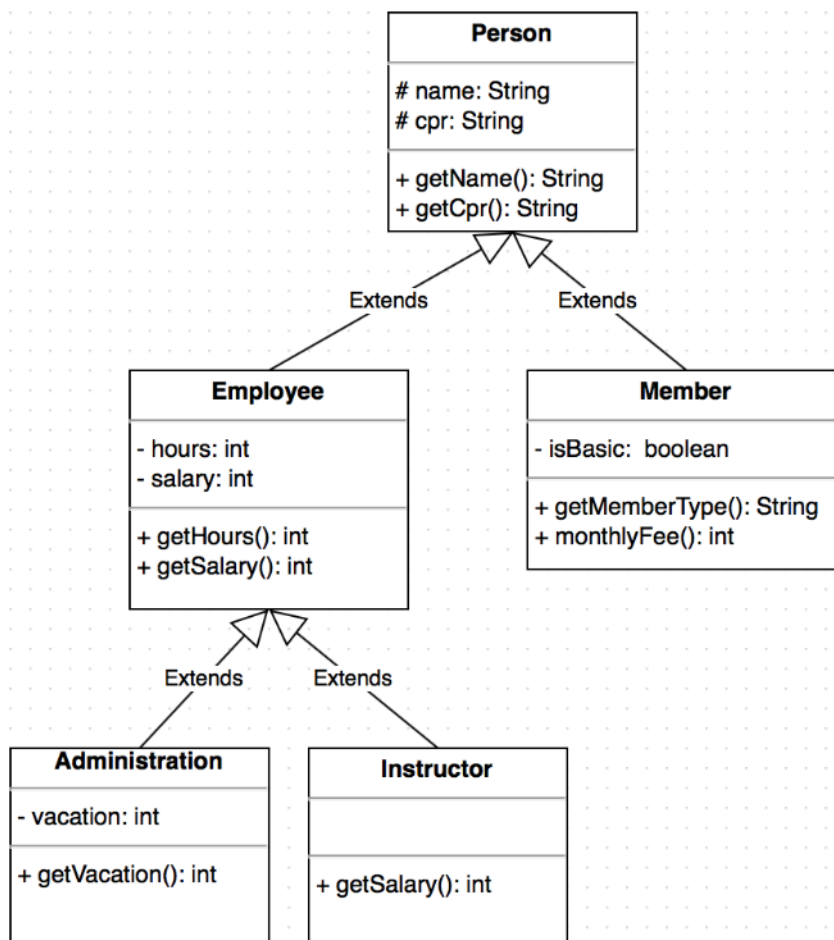 Person
# name: String
# cpr: String
+ getName(): String
+ getCpr(): String
Extends
Extends
Employee
- hours: int
- salary: int
+ getHours(): int
+ getSalary(): int
Member
- isBasic:  boolean
+ getMemberType(): String
+ monthlyFee(): int
Extends
Extends
Administration
- vacation: int
+ getVacation(): int
Instructor
+ getSalary(): int